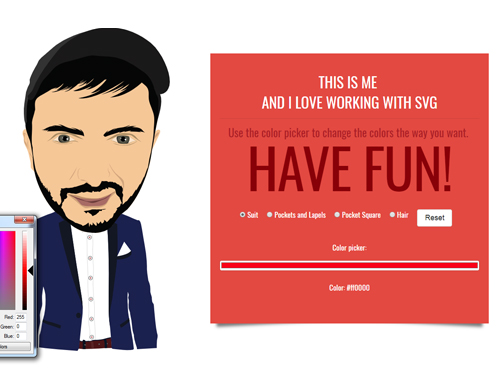 THIS IS ME
AND I LOVE WORKING WITH SVG
Use the color picker to change the colors the way you want.
HAVE FUN!
Suit Pockets and Lapels Pocket Square Hair Reset
Color picker:
Color: #ff0000
Red: 255
Green: 0
Blue: 0